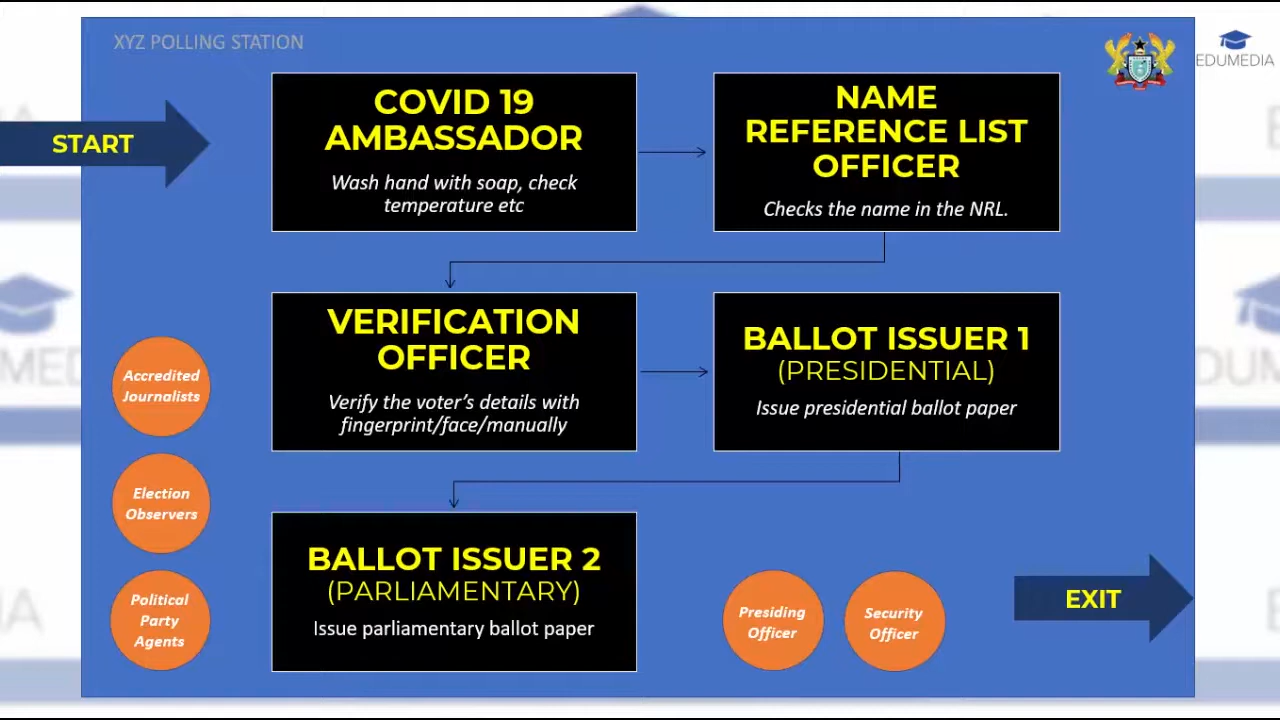 XYZ POLLING STATION
EDUMEDIA
START
COVID 19
AMBASSADOR
Wash hand with soap, check
temperature etc
NAME
REFERENCE LIST
OFFICER
Checks the name in the NRL.
VERIFICATION
OFFICER
Verify the voter's details with
fingerprint/face/manually
BALLOT ISSUER 1
(PRESIDENTIAL)
Issue presidential ballot paper
Accredited
Journalists
Election
Observers
Political
Party
Agents
BALLOT ISSUER 2
(PARLIAMENTARY)
Issue parliamentary ballot paper
Presiding
Officer
Security
Officer
EXIT